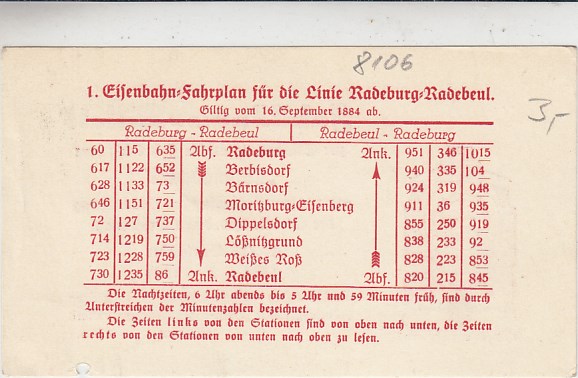 8106
1. Eisenbahn-Fahrplan für die Linie Radeburg-Radebeul.
Giltig vom 16. September 1884 ab.
3,-
Radeburg - Radebeul Radebeul - Radeburg
60 115 635 Abf. Radeburg Ank. 951 346 1015
617 1122 652 Berbisdorf 940 335 104
628 1133 73 Bärnsdorf 924 319 948
646 1151 721 Moritzburg-Eisenberg 911 36 935
72 127 737 Dippelsdorf 855 250 919
714 1219 750 Lößnitzgrund 838 233 92
723 1228 759 Weißes Roß 828 223 853
730 1235 86 Ank. Radebeul Abf. 820 215 845
Die Nachtzeiten, 6 Uhr abends bis 5 Uhr und 59 Minuten früh, sind durch
Unterstreichen der Minutenzahlen bezeichnet.
Die Zeiten links von den Stationen sind von oben nach unten, die Zeiten
rechts von den Stationen von unten nach oben zu lesen.